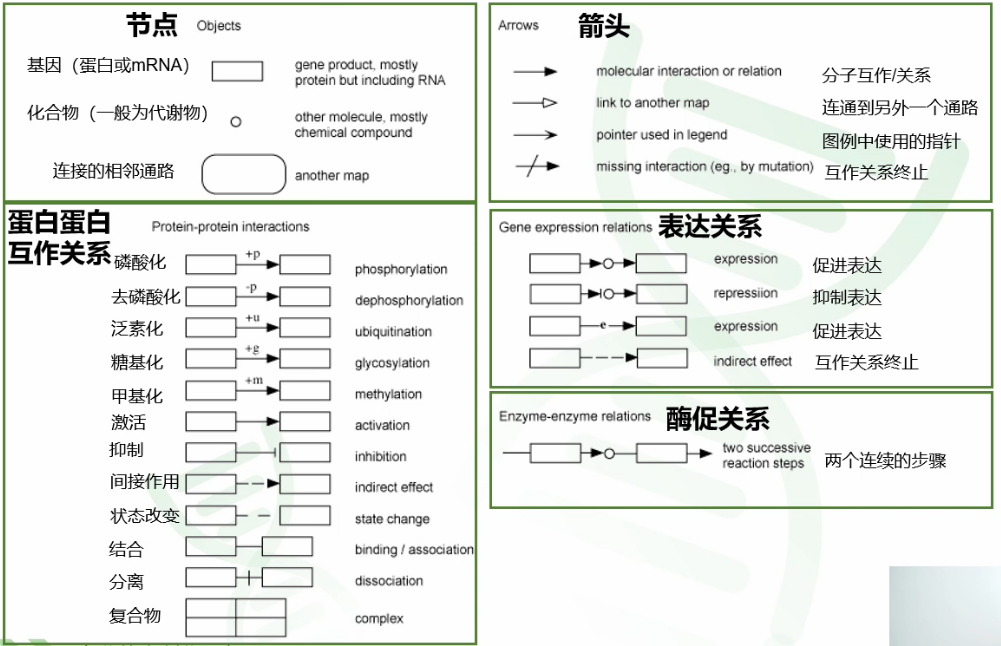 节点 Objects
基因（蛋白或mRNA）
gene product, mostly
protein but including RNA
化合物（一般为代谢物）
other molecule, mostly
chemical compound
连接的相邻通路
another map
Arrows 箭头
molecular interaction or relation 分子互作/关系
link to another map 连通到另外一个通路
pointer used in legend 图例中使用的指针
missing interaction (eg., by mutation) 互作关系终止
蛋白蛋白
互作关系
Protein-protein interactions
磷酸化 +p phosphorylation
去磷酸化 -p dephosphorylation
泛素化 +u ubiquitination
糖基化 +g glycosylation
甲基化 +m methylation
激活 activation
抑制 inhibition
间接作用 indirect effect
状态改变 state change
结合 binding / association
分离 dissociation
复合物 complex
Gene expression relations 表达关系
expression 促进表达
repressiion 抑制表达
e expression 促进表达
indirect effect 互作关系终止
Enzyme-enzyme relations 酶促关系
two successive
reaction steps
两个连续的步骤